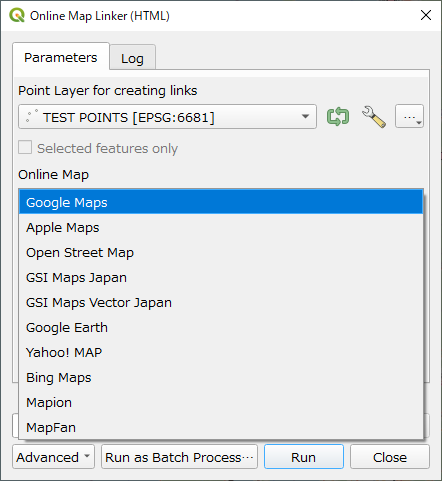 Online Map Linker (HTML)
Parameters
Log
Point Layer for creating links
TEST POINTS [EPSG:6681]
...
Selected features only
Online Map
Google Maps
Apple Maps
Open Street Map
GSI Maps Japan
GSI Maps Vector Japan
Google Earth
Yahoo! MAP
Bing Maps
Mapion
MapFan
Advanced
Run as Batch Process…
Run
Close